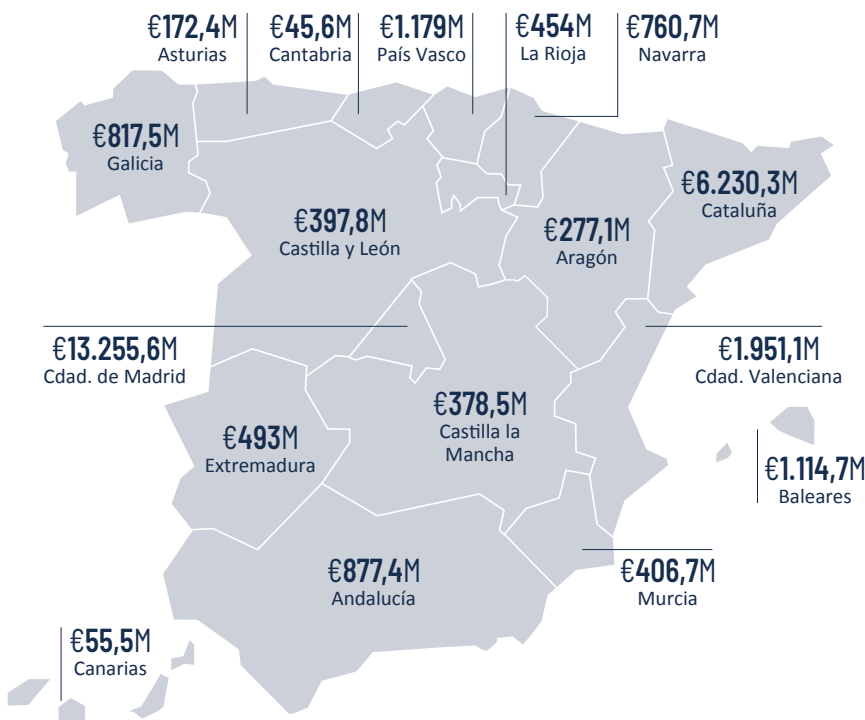 €172,4M
Asturias
€45,6M
Cantabria
€1.179M
País Vasco
€454M
La Rioja
€760,7M
Navarra
€817,5M
Galicia
€6.230,3M
Cataluña
€397,8M
Castilla y León
€277,1M
Aragón
€13.255,6M
Cdad. de Madrid
€1.951,1M
Cdad. Valenciana
€378,5M
Castilla la
Mancha
€493M
Extremadura
€1.114,7M
Baleares
€877,4M
Andalucía
€406,7M
Murcia
€55,5M
Canarias